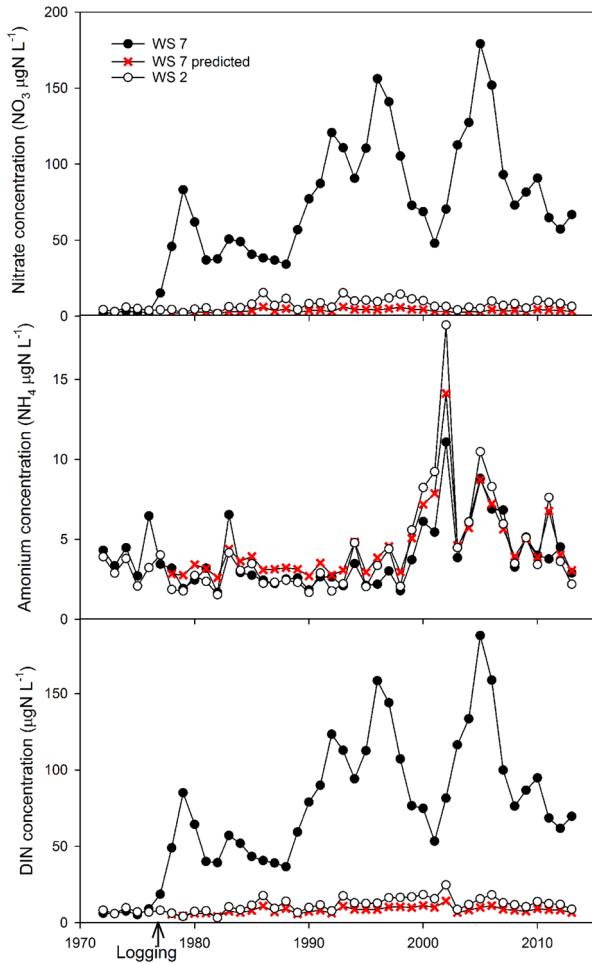 200
150
100
50
0
Nitrate concentration (NO3 µgN L-1)
WS 7
WS 7 predicted
WS 2
15
10
5
0
Amonium concentration (NH4 µgN L-1)
150
100
50
0
DIN concentration (µgN L-1)
1970
1980
1990
2000
2010
Logging